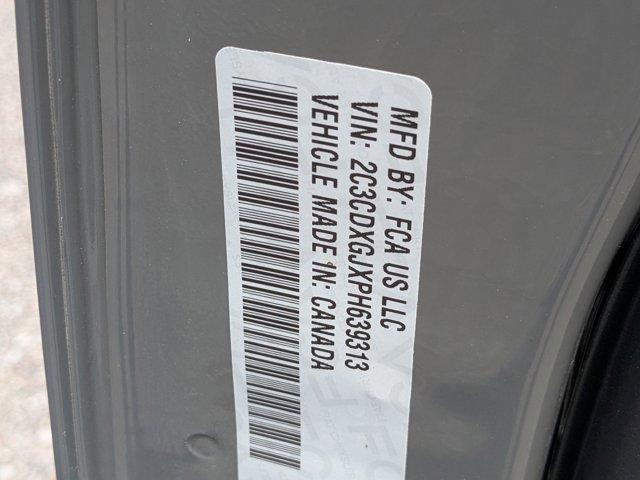 MFD BY: FCA US LLC
VIN: 2C3CDXGJXPH639313
VEHICLE MADE IN: CANADA